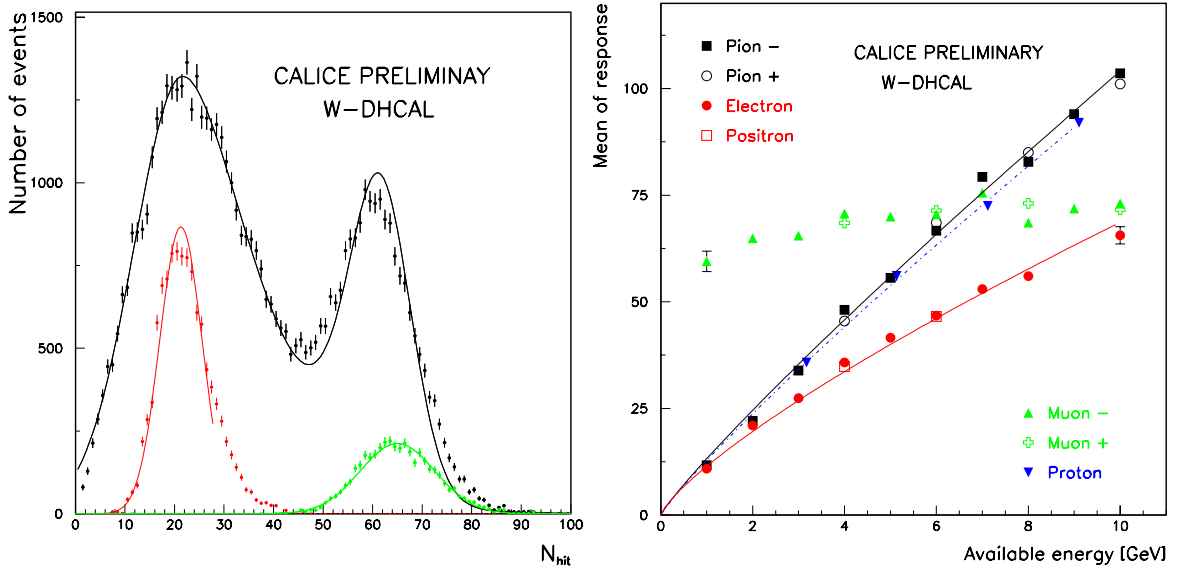 Number of events
1500
1000
500
0
0
10
20
30
40
50
60
70
80
90
100
N hit
CALICE PRELIMINAY
W-DHCAL
Mean of response
100
75
50
25
0
0
2
4
6
8
10
Available energy [GeV]
CALICE PRELIMINARY
W-DHCAL
Pion -
Pion +
Electron
Positron
Muon -
Muon +
Proton